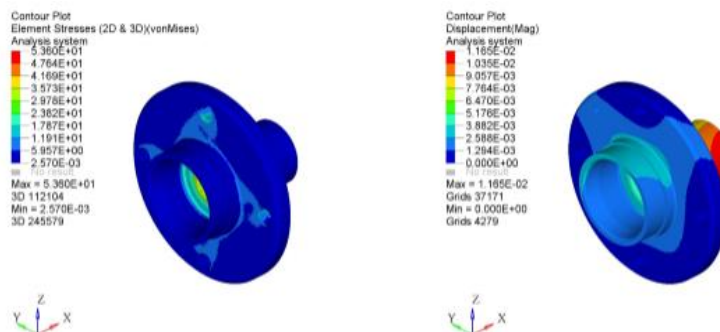 Contour Plot
Element Stresses (2D & 3D)(vonMises)
Analysis system
5.360E+01
4.764E+01
4.169E+01
3.573E+01
2.978E+01
2.382E+01
1.787E+01
1.191E+01
5.957E+00
2.570E-03
No result
Max = 5.360E+01
3D 112104
Min = 2.570E-03
3D 245579
Z
Y X
Contour Plot
Displacement(Mag)
Analysis system
1.165E-02
1.035E-02
9.057E-03
7.764E-03
6.470E-03
5.176E-03
3.882E-03
2.588E-03
1.294E-03
0.000E+00
No result
Max = 1.165E-02
Grids 37171
Min = 0.000E+00
Grids 4279
Z
Y X